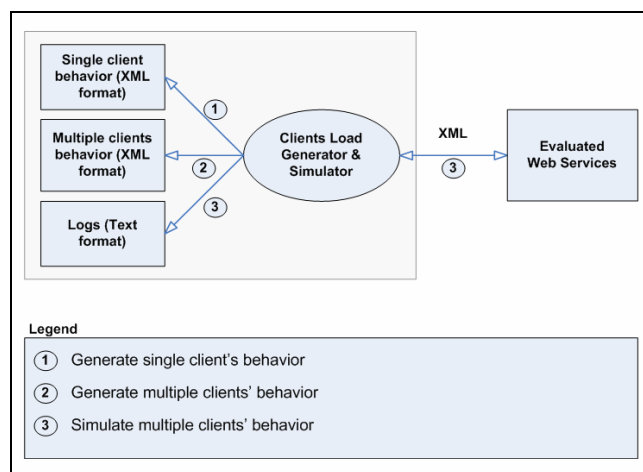 Single client
behavior (XML
format)
1
Multiple clients
behavior (XML
format)
2
Clients Load
Generator &
Simulator
XML
3
Evaluated
Web Services
3
Logs (Text
format)
Legend
1 Generate single client's behavior
2 Generate multiple clients' behavior
3 Simulate multiple clients' behavior